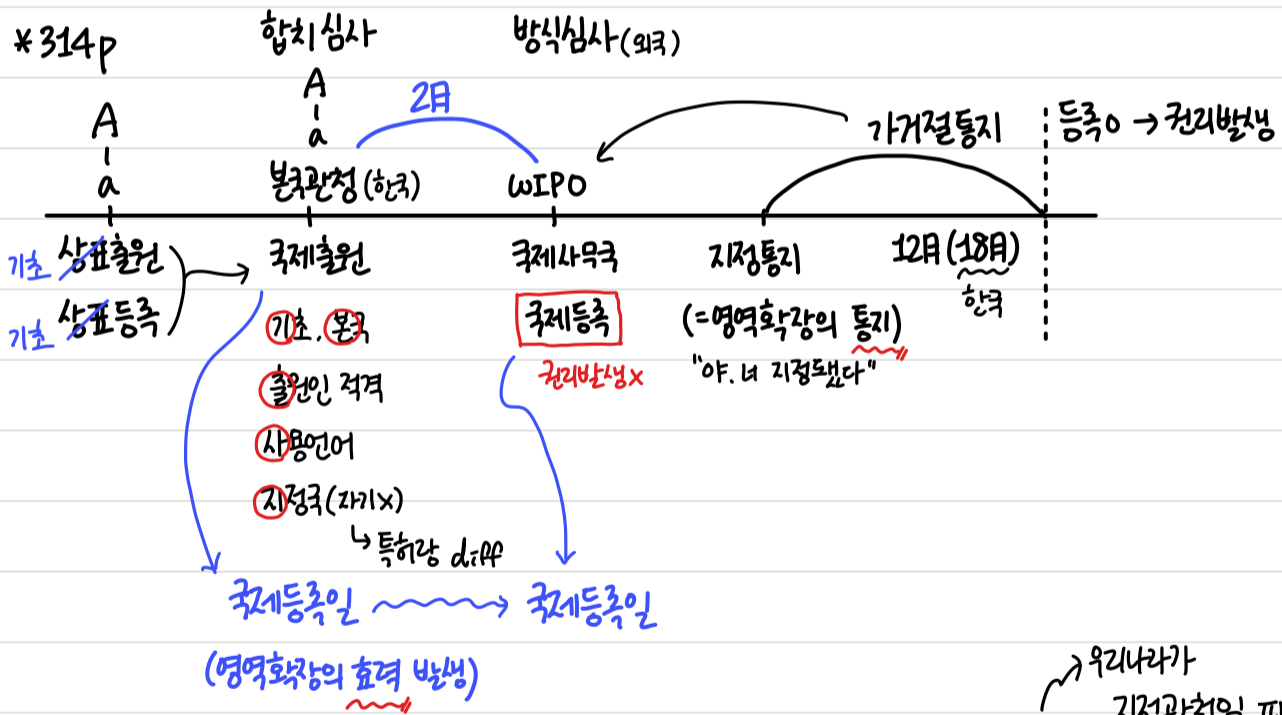 *314p
합치심사
방식심사(외국)
A
a
A
a
2月
가거절통지
등록o → 권리발생
본국관청(한국)
WIPO
기초 상표출원
기초 상표등록
국제출원
국제사무국
지정통지
12月(18月)
한국
기초, 본국
국제등록
(=영역확장의 통지)
출원인 적격
권리발생x
"야. 너 지정됐다"
사용언어
지정국(자기x)
↳ 특허랑 diff
국제등록일
국제등록일
(영역확장의 효력 발생)
우리나라가